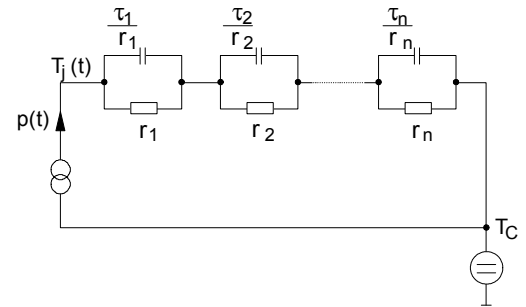 τ1/r1 τ2/r2 τn/rn
Tj(t)
p(t) r1 r2 rn
TC